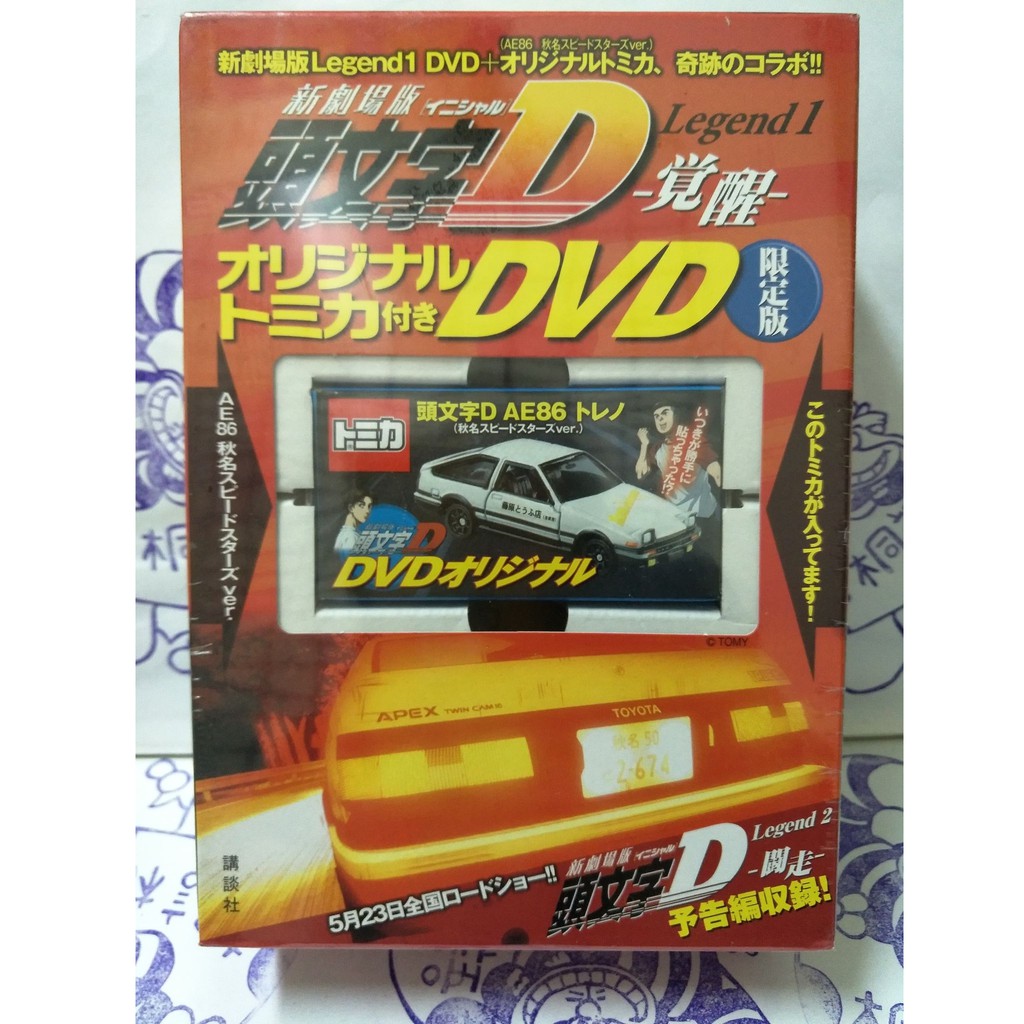 (AE86 秋名スピードスターズver.)
新劇場版Legend1 DVD+オリジナルトミカ、奇跡のコラボ!!
新劇場版 [イニシャル]
頭文字D
Legend1
-覚醒-
オリジナル
トミカ付き
DVD
限定版
AE86 秋名スピードスターズ ver.
このトミカが入ってます!
トミカ
頭文字D AE86 トレノ
(秋名スピードスターズver.)
いつきが勝手に
貼っちゃった!?
藤原とうふ店(自家用)
頭文字D
DVDオリジナル
© TOMY
APEX TWIN CAM16
TOYOTA
秋名 50
2-674
講談社
5月23日全国ロードショー!!
新劇場版 イニシャル
頭文字D
Legend 2
-闘走-
予告編収録!